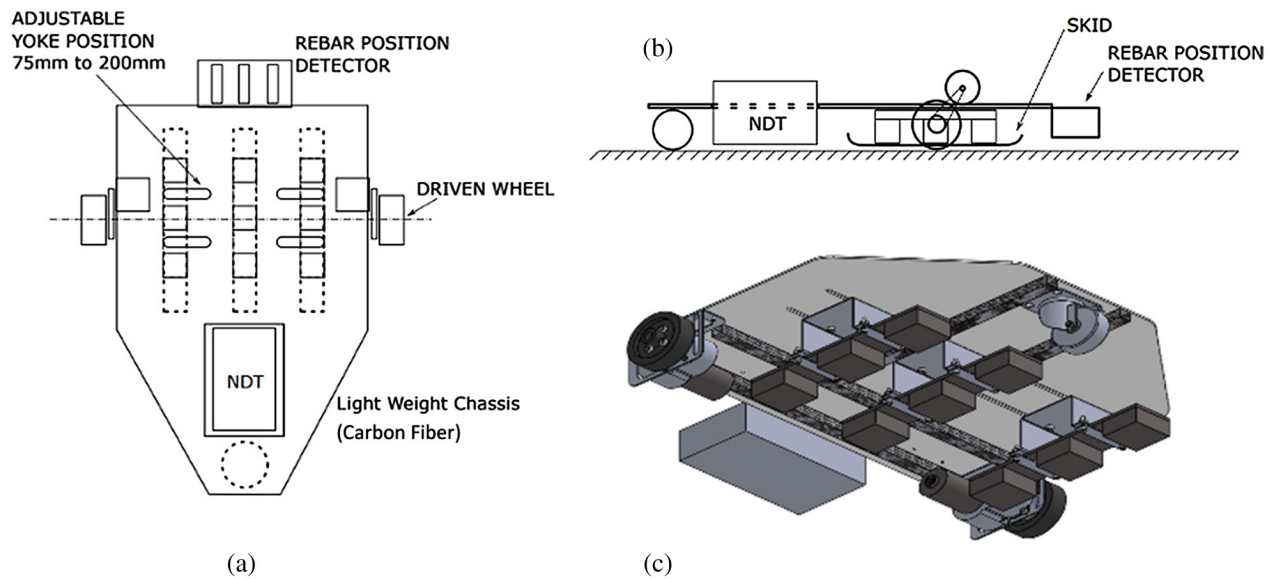 ADJUSTABLE
YOKE POSITION
75mm to 200mm
REBAR POSITION
DETECTOR
DRIVEN WHEEL
NDT
Light Weight Chassis
(Carbon Fiber)
(a)
(b)
SKID
REBAR POSITION
DETECTOR
NDT
(c)